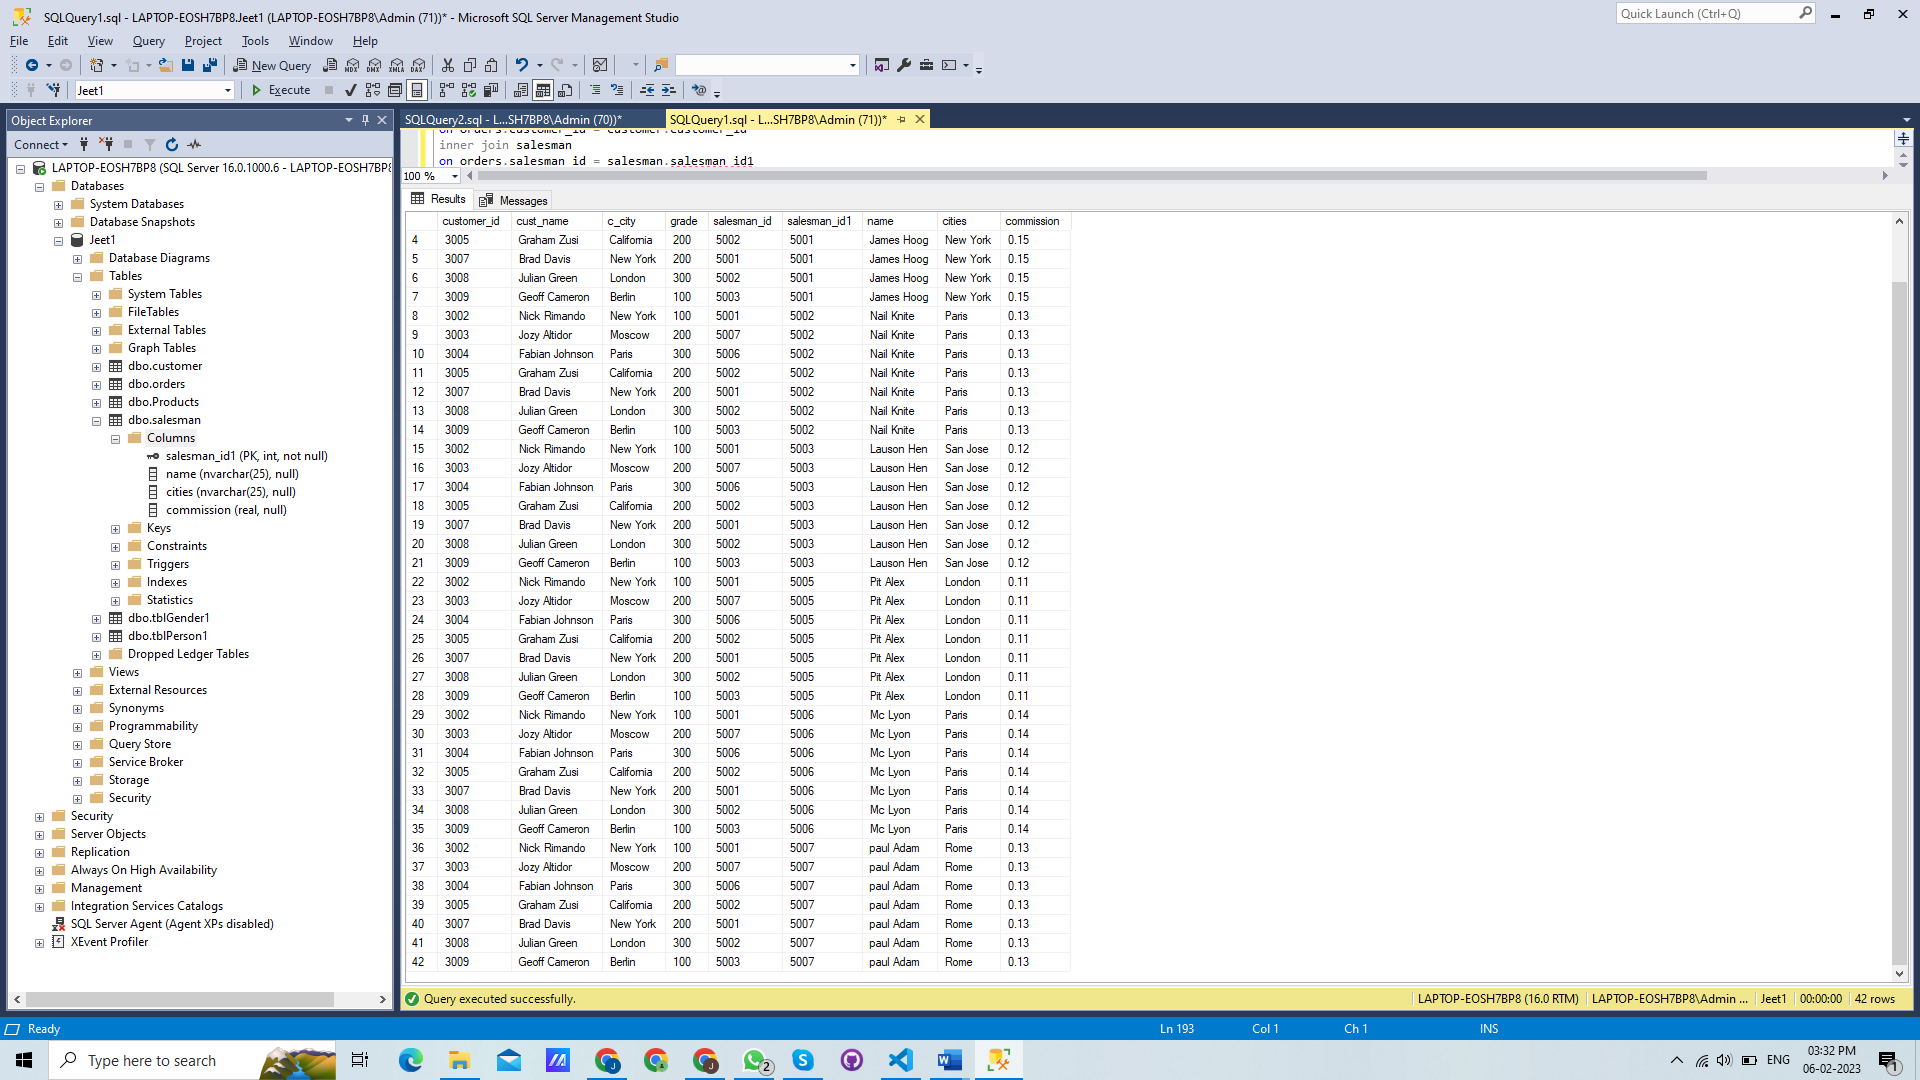 SQLQuery1.sql - LAPTOP-EOSH7BP8.Jeet1 (LAPTOP-EOSH7BP8\Admin (71))* - Microsoft SQL Server Management Studio
Quick Launch (Ctrl+Q)
File Edit View Query Project Tools Window Help
New Query
MDX DMX XMLA DAX
Jeet1
Execute
Object Explorer
Connect
LAPTOP-EOSH7BP8 (SQL Server 16.0.1000.6 - LAPTOP-EOSH7BP8
Databases
System Databases
Database Snapshots
Jeet1
Database Diagrams
Tables
System Tables
FileTables
External Tables
Graph Tables
dbo.customer
dbo.orders
dbo.Products
dbo.salesman
Columns
salesman_id1 (PK, int, not null)
name (nvarchar(25), null)
cities (nvarchar(25), null)
commission (real, null)
Keys
Constraints
Triggers
Indexes
Statistics
dbo.tblGender1
dbo.tblPerson1
Dropped Ledger Tables
Views
External Resources
Synonyms
Programmability
Query Store
Service Broker
Storage
Security
Security
Server Objects
Replication
Always On High Availability
Management
Integration Services Catalogs
SQL Server Agent (Agent XPs disabled)
XEvent Profiler
SQLQuery2.sql - L...SH7BP8\Admin (70))*
SQLQuery1.sql - L...SH7BP8\Admin (71))*
on orders.customer_id = customer.customer_id
inner join salesman
on orders.salesman_id = salesman.salesman_id1
100 %
Results Messages
customer_id cust_name c_city grade salesman_id salesman_id1 name cities commission
4 3005 Graham Zusi California 200 5002 5001 James Hoog New York 0.15
5 3007 Brad Davis New York 200 5001 5001 James Hoog New York 0.15
6 3008 Julian Green London 300 5002 5001 James Hoog New York 0.15
7 3009 Geoff Cameron Berlin 100 5003 5001 James Hoog New York 0.15
8 3002 Nick Rimando New York 100 5001 5002 Nail Knite Paris 0.13
9 3003 Jozy Altidor Moscow 200 5007 5002 Nail Knite Paris 0.13
10 3004 Fabian Johnson Paris 300 5006 5002 Nail Knite Paris 0.13
11 3005 Graham Zusi California 200 5002 5002 Nail Knite Paris 0.13
12 3007 Brad Davis New York 200 5001 5002 Nail Knite Paris 0.13
13 3008 Julian Green London 300 5002 5002 Nail Knite Paris 0.13
14 3009 Geoff Cameron Berlin 100 5003 5002 Nail Knite Paris 0.13
15 3002 Nick Rimando New York 100 5001 5003 Lauson Hen San Jose 0.12
16 3003 Jozy Altidor Moscow 200 5007 5003 Lauson Hen San Jose 0.12
17 3004 Fabian Johnson Paris 300 5006 5003 Lauson Hen San Jose 0.12
18 3005 Graham Zusi California 200 5002 5003 Lauson Hen San Jose 0.12
19 3007 Brad Davis New York 200 5001 5003 Lauson Hen San Jose 0.12
20 3008 Julian Green London 300 5002 5003 Lauson Hen San Jose 0.12
21 3009 Geoff Cameron Berlin 100 5003 5003 Lauson Hen San Jose 0.12
22 3002 Nick Rimando New York 100 5001 5005 Pit Alex London 0.11
23 3003 Jozy Altidor Moscow 200 5007 5005 Pit Alex London 0.11
24 3004 Fabian Johnson Paris 300 5006 5005 Pit Alex London 0.11
25 3005 Graham Zusi California 200 5002 5005 Pit Alex London 0.11
26 3007 Brad Davis New York 200 5001 5005 Pit Alex London 0.11
27 3008 Julian Green London 300 5002 5005 Pit Alex London 0.11
28 3009 Geoff Cameron Berlin 100 5003 5005 Pit Alex London 0.11
29 3002 Nick Rimando New York 100 5001 5006 Mc Lyon Paris 0.14
30 3003 Jozy Altidor Moscow 200 5007 5006 Mc Lyon Paris 0.14
31 3004 Fabian Johnson Paris 300 5006 5006 Mc Lyon Paris 0.14
32 3005 Graham Zusi California 200 5002 5006 Mc Lyon Paris 0.14
33 3007 Brad Davis New York 200 5001 5006 Mc Lyon Paris 0.14
34 3008 Julian Green London 300 5002 5006 Mc Lyon Paris 0.14
35 3009 Geoff Cameron Berlin 100 5003 5006 Mc Lyon Paris 0.14
36 3002 Nick Rimando New York 100 5001 5007 paul Adam Rome 0.13
37 3003 Jozy Altidor Moscow 200 5007 5007 paul Adam Rome 0.13
38 3004 Fabian Johnson Paris 300 5006 5007 paul Adam Rome 0.13
39 3005 Graham Zusi California 200 5002 5007 paul Adam Rome 0.13
40 3007 Brad Davis New York 200 5001 5007 paul Adam Rome 0.13
41 3008 Julian Green London 300 5002 5007 paul Adam Rome 0.13
42 3009 Geoff Cameron Berlin 100 5003 5007 paul Adam Rome 0.13
Query executed successfully. LAPTOP-EOSH7BP8 (16.0 RTM) LAPTOP-EOSH7BP8\Admin ... Jeet1 00:00:00 42 rows
Ready Ln 193 Col 1 Ch 1 INS
Type here to search
2
ENG
03:32 PM
06-02-2023
1